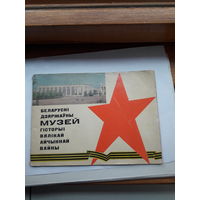 БЕЛАРУСКІ
ДЗЯРЖАЎНЫ
МУЗЕЙ
ГІСТОРЫІ
ВЯЛІКАЙ
АЙЧЫННАЙ
ВАЙНЫ